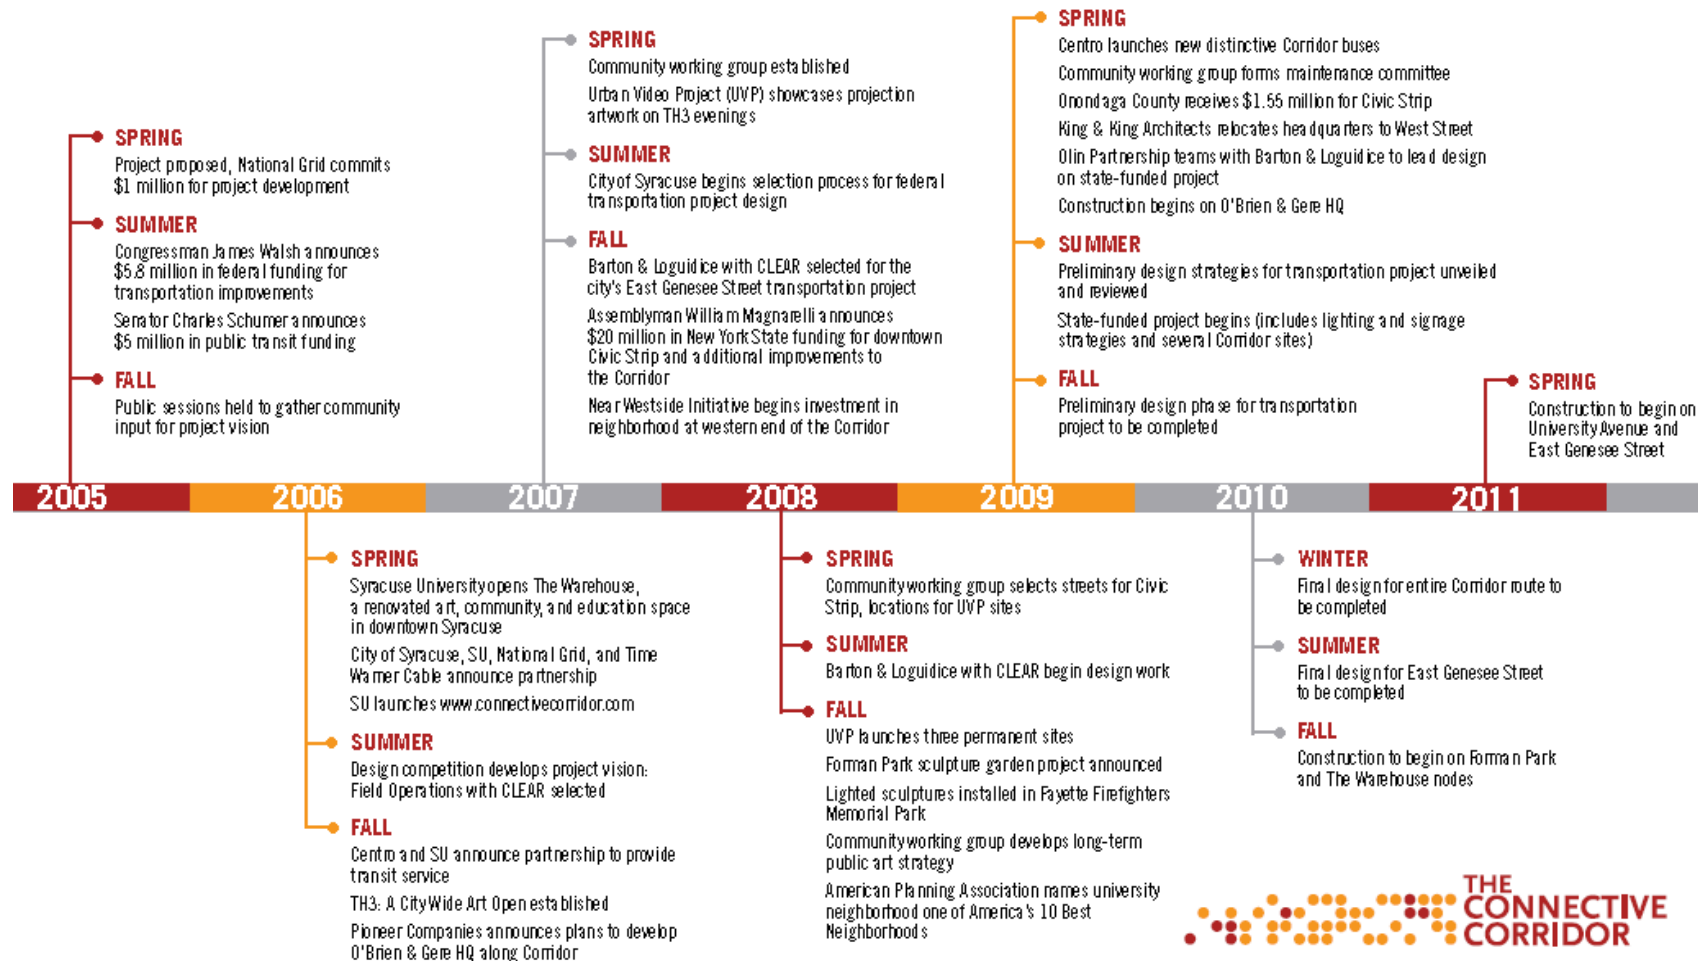 SPRING
Project proposed, National Grid commits
$1 million for project development
SUMMER
Congressman James Walsh announces
$5.8 million in federal funding for
transportation improvements
Senator Charles Schumer announces
$5 million in public transit funding
FALL
Public sessions held to gather community
input for project vision
SPRING
Community working group established
Urban Video Project (UVP) showcases projection
artwork on TH3 evenings
SUMMER
City of Syracuse begins selection process for federal
transportation project design
FALL
Barton & Loguidice with CLEAR selected for the
city's East Genesee Street transportation project
Assemblyman William Magnarelli announces
$20 million in New York State funding for downtown
Civic Strip and additional improvements to
the Corridor
Near Westside Initiative begins investment in
neighborhood at western end of the Corridor
SPRING
Centro launches new distinctive Corridor buses
Community working group forms maintenance committee
Onondaga County receives $1.55 million for Civic Strip
King & King Architects relocates headquarters to West Street
Olin Partnership teams with Barton & Loguidice to lead design
on state-funded project
Construction begins on O'Brien & Gere HQ
SUMMER
Preliminary design strategies for transportation project unveiled
and reviewed
State-funded project begins (includes lighting and signage
strategies and several Corridor sites)
FALL
Preliminary design phase for transportation
project to be completed
SPRING
Construction to begin on
University Avenue and
East Genesee Street
2005 2006 2007 2008 2009 2010 2011
SPRING
Syracuse University opens The Warehouse,
a renovated art, community, and education space
in downtown Syracuse
City of Syracuse, SU, National Grid, and Time
Warner Cable announce partnership
SU launches www.connectivecorridor.com
SUMMER
Design competition develops project vision:
Field Operations with CLEAR selected
FALL
Centro and SU announce partnership to provide
transit service
TH3: A City Wide Art Open established
Pioneer Companies announces plans to develop
O'Brien & Gere HQ along Corridor
SPRING
Community working group selects streets for Civic
Strip, locations for UVP sites
SUMMER
Barton & Loguidice with CLEAR begin design work
FALL
UVP launches three permanent sites
Forman Park sculpture garden project announced
Lighted sculptures installed in Fayette Firefighters
Memorial Park
Community working group develops long-term
public art strategy
American Planning Association names university
neighborhood one of America's 10 Best
Neighborhoods
WINTER
Final design for entire Corridor route to
be completed
SUMMER
Final design for East Genesee Street
to be completed
FALL
Construction to begin on Forman Park
and The Warehouse nodes
THE
CONNECTIVE
CORRIDOR